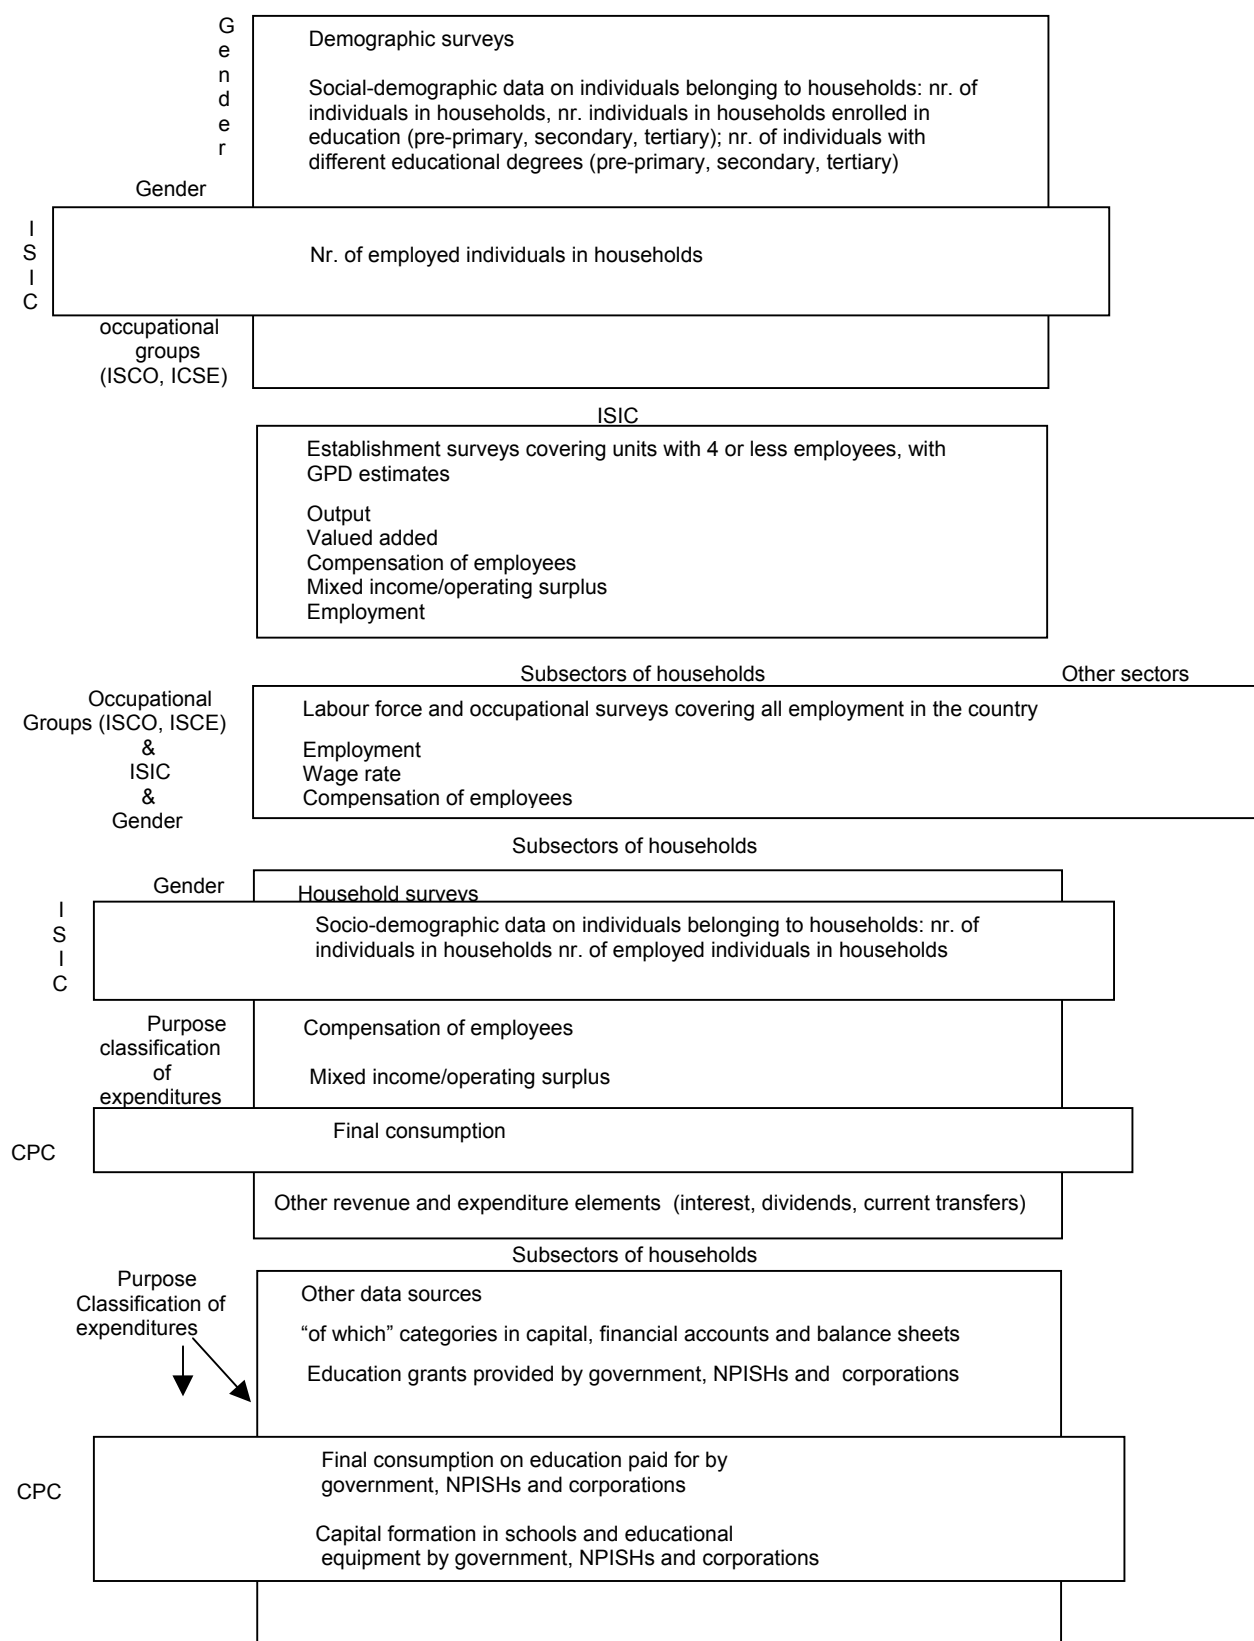 Gender
Demographic surveys
Social-demographic data on individuals belonging to households: nr. of
individuals in households, nr. individuals in households enrolled in
education (pre-primary, secondary, tertiary); nr. of individuals with
different educational degrees (pre-primary, secondary, tertiary)
Gender
ISIC
Nr. of employed individuals in households
occupational
groups
(ISCO, ICSE)
ISIC
Establishment surveys covering units with 4 or less employees, with
GPD estimates
Output
Valued added
Compensation of employees
Mixed income/operating surplus
Employment
Subsectors of households
Other sectors
Occupational
Groups (ISCO, ISCE)
&
ISIC
&
Gender
Labour force and occupational surveys covering all employment in the country
Employment
Wage rate
Compensation of employees
Subsectors of households
Gender
Household surveys
ISIC
Socio-demographic data on individuals belonging to households: nr. of
individuals in households nr. of employed individuals in households
Purpose
classification
of
expenditures
Compensation of employees
Mixed income/operating surplus
CPC
Final consumption
Other revenue and expenditure elements (interest, dividends, current transfers)
Subsectors of households
Purpose
Classification of
expenditures
Other data sources
“of which” categories in capital, financial accounts and balance sheets
Education grants provided by government, NPISHs and corporations
CPC
Final consumption on education paid for by
government, NPISHs and corporations
Capital formation in schools and educational
equipment by government, NPISHs and corporations